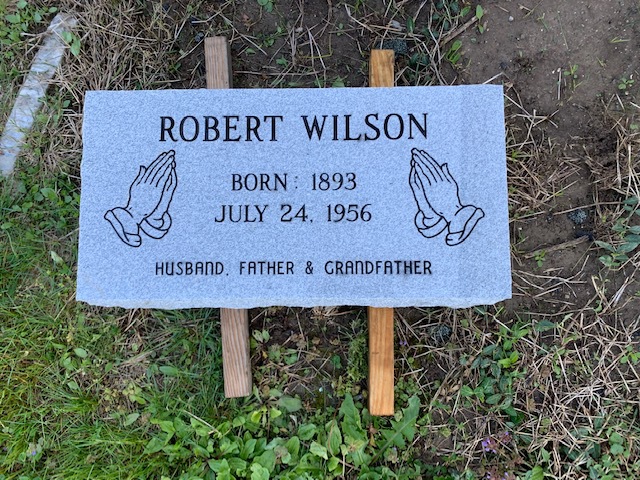 ROBERT WILSON
BORN: 1893
JULY 24, 1956
HUSBAND, FATHER & GRANDFATHER